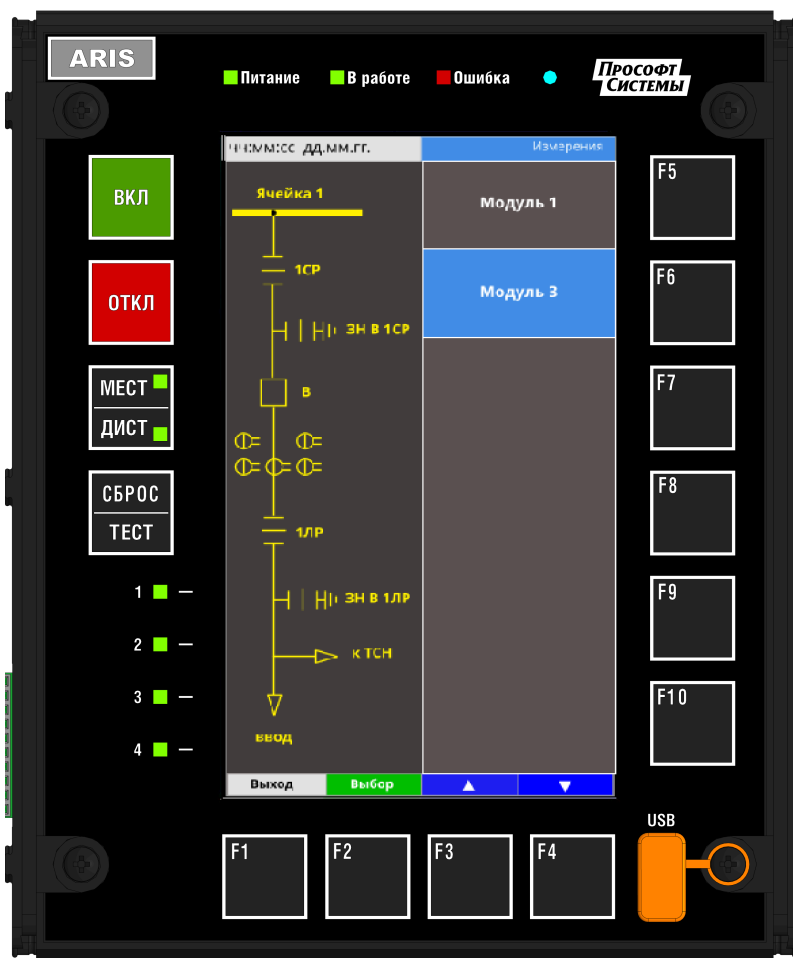 ARIS
Питание
В работе
Ошибка
Прософт
Системы
ВКЛ
ОТКЛ
МЕСТ
ДИСТ
СБРОС
ТЕСТ
1
2
3
4
чч:мм:сс дд.мм.гг.
Измерения
Ячейка 1
1СР
ЗН В 1СР
В
1ЛР
ЗН В 1ЛР
к ТСН
ввод
Модуль 1
Модуль 3
Выход
Выбор
F5
F6
F7
F8
F9
F10
USB
F1
F2
F3
F4